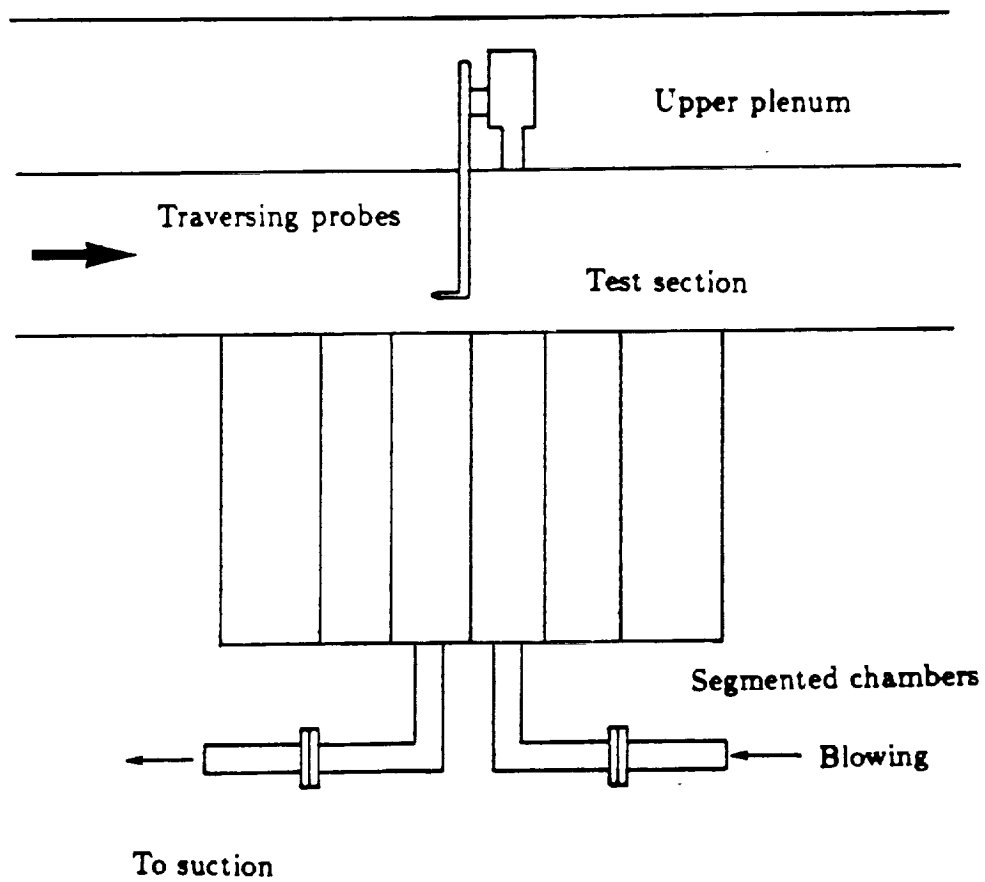 Upper plenum
Traversing probes
Test section
Segmented chambers
Blowing
To suction